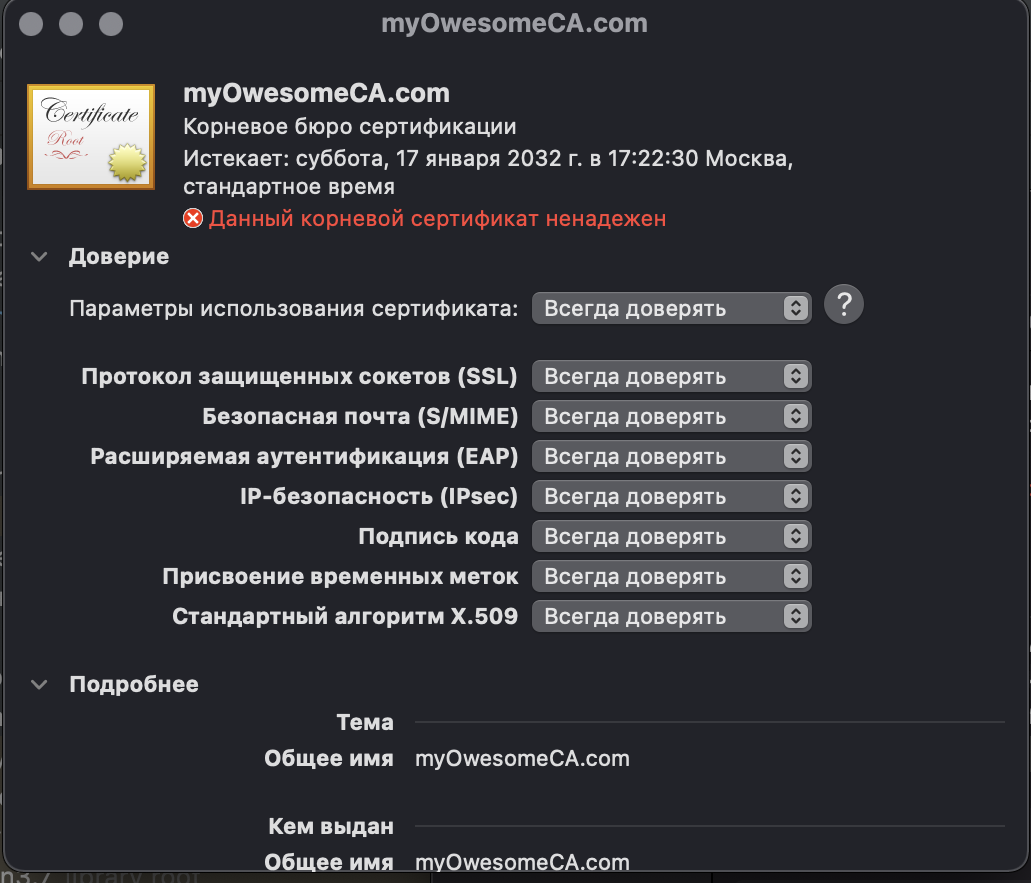 myOwesomeCA.com
Certificate
Root
myOwesomeCA.com
Корневое бюро сертификации
Истекает: суббота, 17 января 2032 г. в 17:22:30 Москва,
стандартное время
Данный корневой сертификат ненадежен
Доверие
Параметры использования сертификата: Всегда доверять ?
Протокол защищенных сокетов (SSL) Всегда доверять
Безопасная почта (S/MIME) Всегда доверять
Расширяемая аутентификация (EAP) Всегда доверять
IP-безопасность (IPsec) Всегда доверять
Подпись кода Всегда доверять
Присвоение временных меток Всегда доверять
Стандартный алгоритм X.509 Всегда доверять
Подробнее
Тема
Общее имя myOwesomeCA.com
Кем выдан
Общее имя myOwesomeCA.com
library root